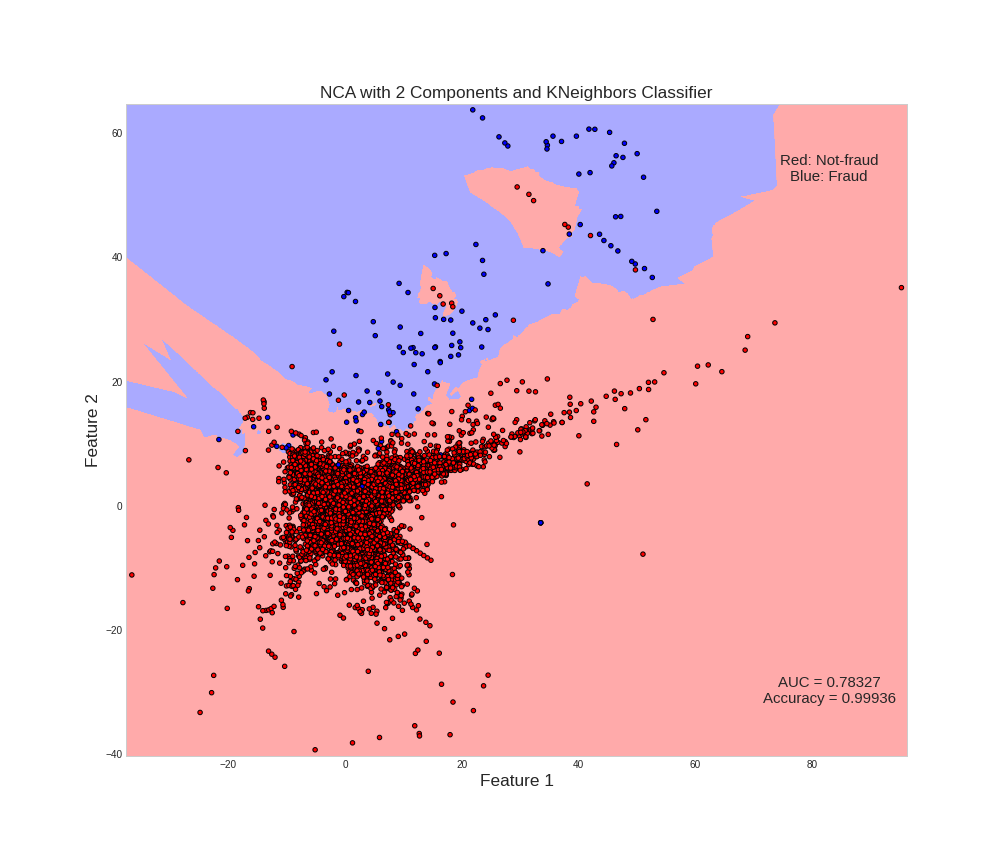 NCA with 2 Components and KNeighbors Classifier
60
Red: Not-fraud
Blue: Fraud
40
20
Feature 2
0
−20
AUC = 0.78327
Accuracy = 0.99936
−40
−20 0 20 40 60 80
Feature 1